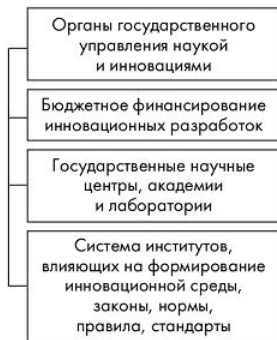 Органы государственного
управления наукой
и инновациями
Бюджетное финансирование
инновационных разработок
Государственные научные
центры, академии
и лаборатории
Система институтов,
влияющих на формирование
инновационной среды,
законы, нормы,
правила, стандарты